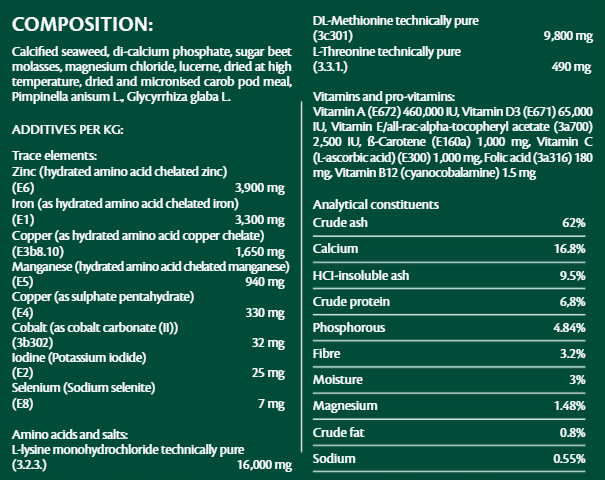 COMPOSITION:
Calcified seaweed, di-calcium phosphate, sugar beet
molasses, magnesium chloride, lucerne, dried at high
temperature, dried and micronised carob pod meal,
Pimpinella anisum L., Glycyrrhiza glaba L.
ADDITIVES PER KG:
Trace elements:
Zinc (hydrated amino acid chelated zinc)
(E6) 3,900 mg
Iron (as hydrated amino acid chelated iron)
(E1) 3,300 mg
Copper (as hydrated amino acid copper chelate)
(E3b8.10) 1,650 mg
Manganese (hydrated amino acid chelated manganese)
(E5) 940 mg
Copper (as sulphate pentahydrate)
(E4) 330 mg
Cobalt (as cobalt carbonate (II))
(3b302) 32 mg
Iodine (Potassium iodide)
(E2) 25 mg
Selenium (Sodium selenite)
(E8) 7 mg
Amino acids and salts:
L-lysine monohydrochloride technically pure
(3.2.3.) 16,000 mg
DL-Methionine technically pure
(3c301) 9,800 mg
L-Threonine technically pure
(3.3.1.) 490 mg
Vitamins and pro-vitamins:
Vitamin A (E672) 460,000 IU, Vitamin D3 (E671) 65,000
IU, Vitamin E/all-rac-alpha-tocopheryl acetate (3a700)
2,500 IU, ß-Carotene (E160a) 1,000 mg, Vitamin C
(L-ascorbic acid) (E300) 1,000 mg, Folic acid (3a316) 180
mg, Vitamin B12 (cyanocobalamine) 1.5 mg
Analytical constituents
Crude ash 62%
Calcium 16.8%
HCI-insoluble ash 9.5%
Crude protein 6,8%
Phosphorous 4.84%
Fibre 3.2%
Moisture 3%
Magnesium 1.48%
Crude fat 0.8%
Sodium 0.55%